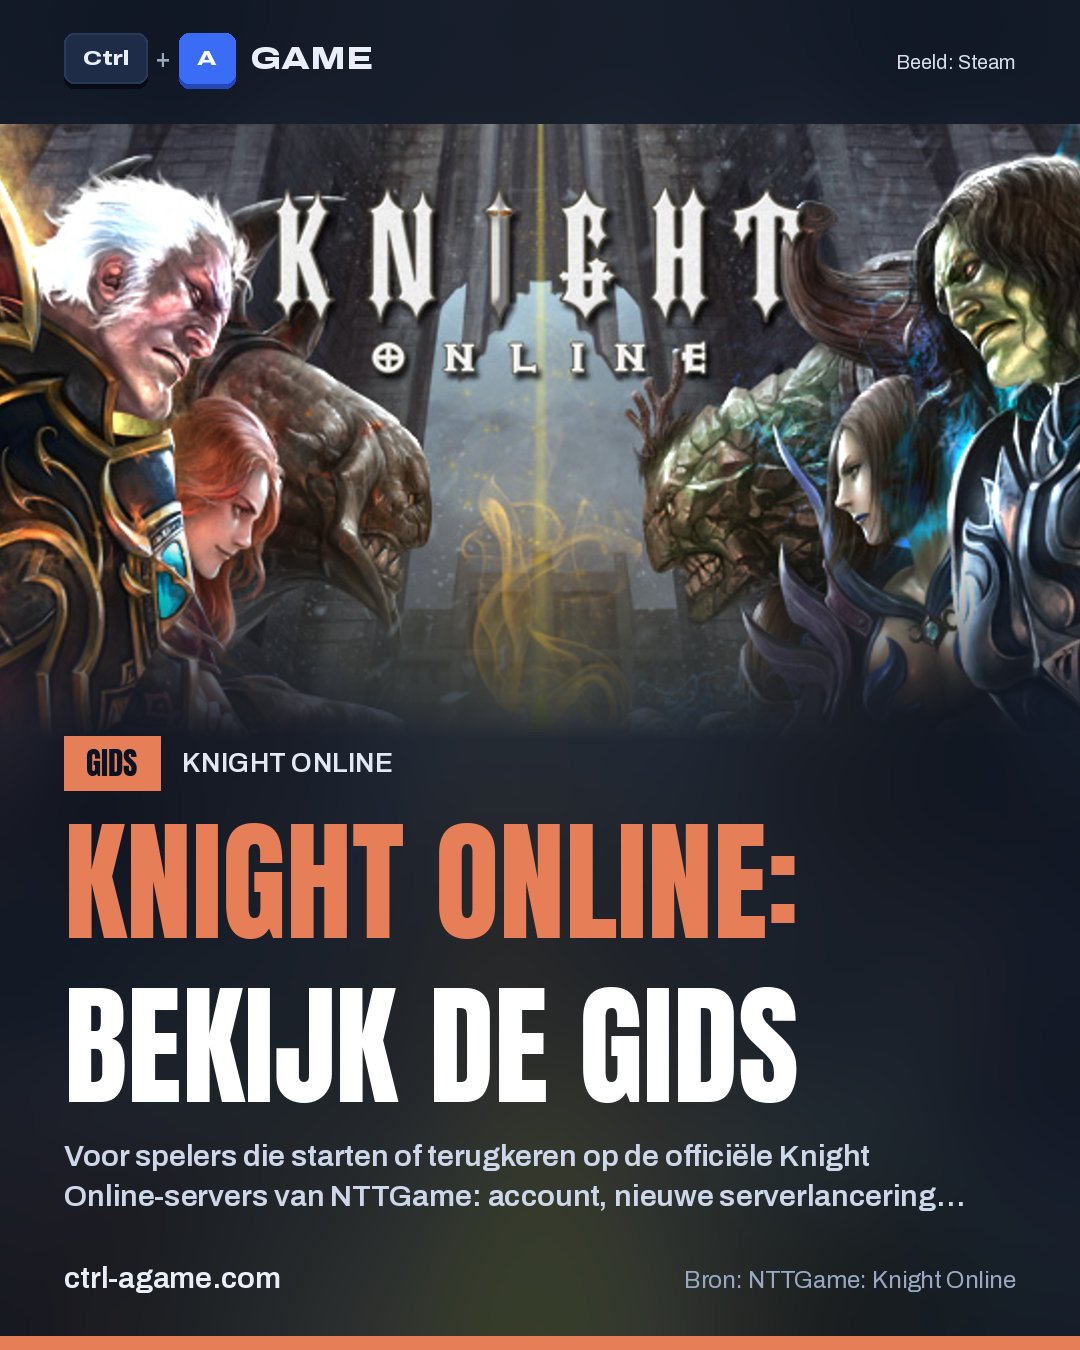 Ctrl + A GAME
Beeld: Steam
KNIGHT
ONLINE
GIDS KNIGHT ONLINE
KNIGHT ONLINE:
BEKIJK DE GIDS
Voor spelers die starten of terugkeren op de officiële Knight
Online-servers van NTTGame: account, nieuwe serverlancering…
ctrl-agame.com
Bron: NTTGame: Knight Online